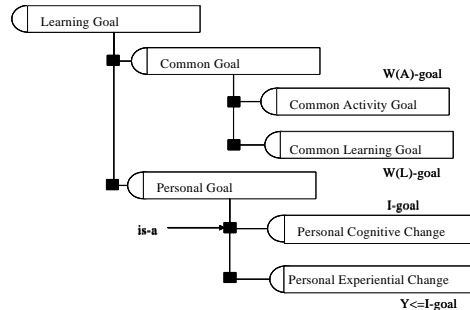 Learning Goal
Common Goal
W(A)-goal
Common Activity Goal
Common Learning Goal
W(L)-goal
Personal Goal
I-goal
is-a
Personal Cognitive Change
Personal Experiential Change
Y<=I-goal